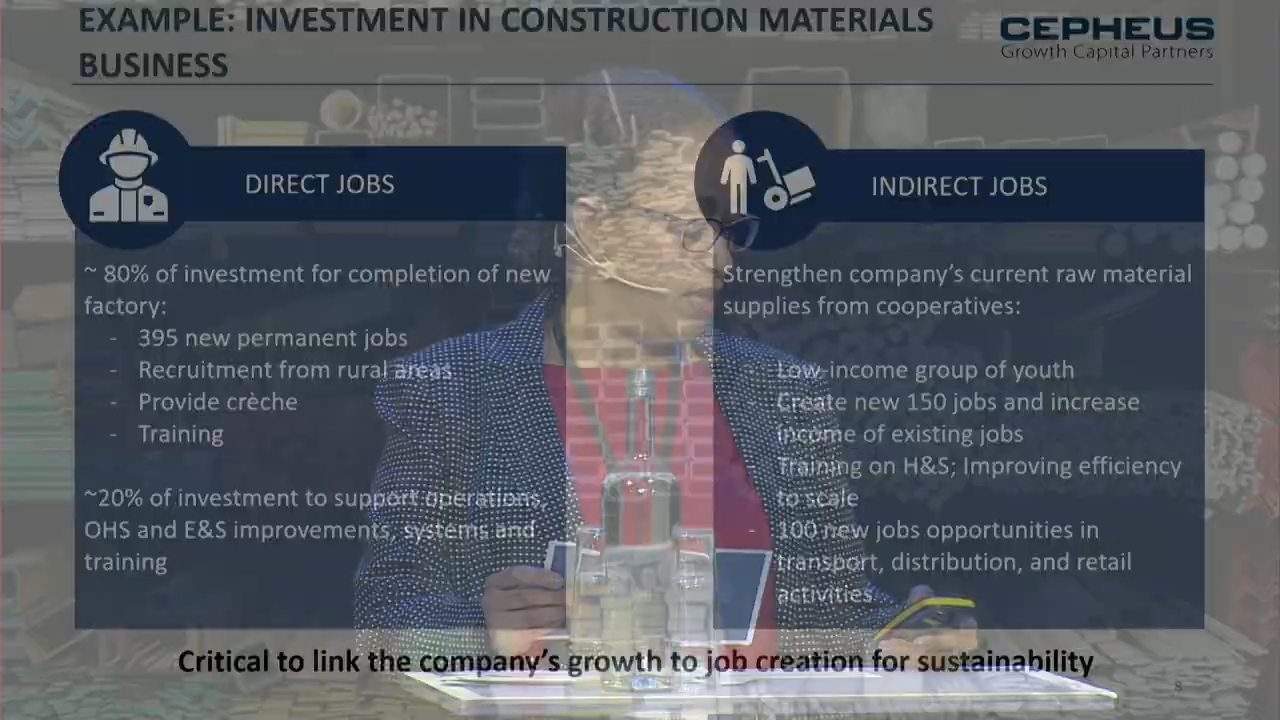 EXAMPLE: INVESTMENT IN CONSTRUCTION MATERIALS
BUSINESS
CEPHEUS
Growth Capital Partners
DIRECT JOBS
~ 80% of investment for completion of new
factory:
- 395 new permanent jobs
- Recruitment from rural areas
- Provide crèche
- Training
~20% of investment to support operations,
OHS and E&S improvements, systems and
training
INDIRECT JOBS
Strengthen company's current raw material
supplies from cooperatives:
- Low-income group of youth
- Create new 150 jobs and increase
income of existing jobs
- Training on H&S; Improving efficiency
to scale
- 100 new jobs opportunities in
transport, distribution, and retail
activities
Critical to link the company's growth to job creation for sustainability
8